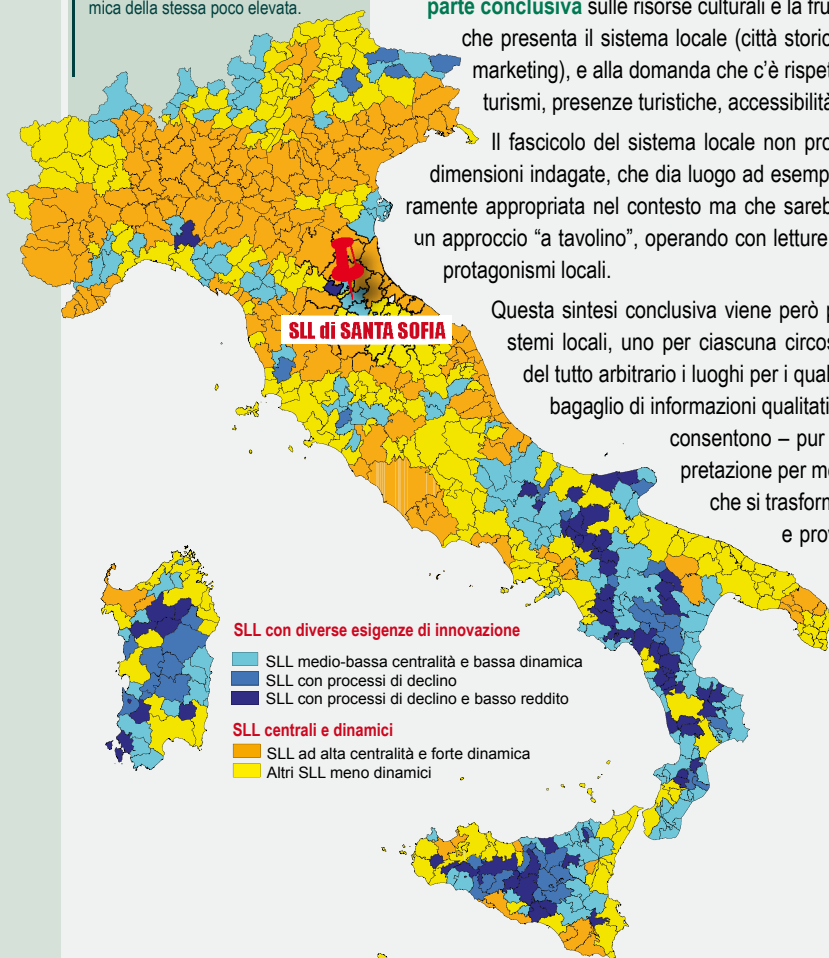 mica della stessa poco elevata.
parte conclusiva sulle risorse culturali e la fru
che presenta il sistema locale (città storic
marketing), e alla domanda che c'è rispet
turismi, presenze turistiche, accessibilità
Il fascicolo del sistema locale non pro
dimensioni indagate, che dia luogo ad esemp
ramente appropriata nel contesto ma che sareb
un approccio “a tavolino”, operando con letture
protagonismi locali.
Questa sintesi conclusiva viene però p
stemi locali, uno per ciascuna circos
del tutto arbitrario i luoghi per i qual
bagaglio di informazioni qualitati
consentono – pur
pretazione per me
che si trasform
e prov
SLL di SANTA SOFIA
SLL con diverse esigenze di innovazione
SLL medio-bassa centralità e bassa dinamica
SLL con processi di declino
SLL con processi di declino e basso reddito
SLL centrali e dinamici
SLL ad alta centralità e forte dinamica
Altri SLL meno dinamici